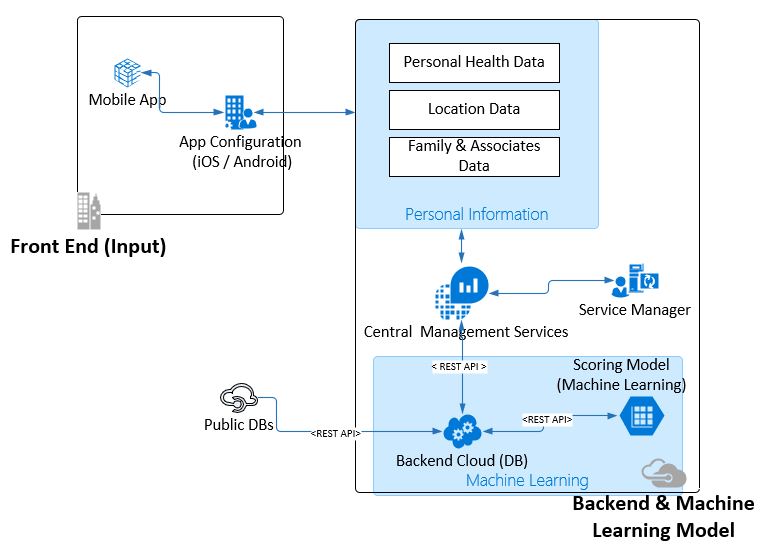 Mobile App
App Configuration
(iOS / Android)
Front End (Input)
Personal Health Data
Location Data
Family & Associates
Data
Personal Information
Central  Management Services
Service Manager
< REST API >
Scoring Model
(Machine Learning)
Public DBs
<REST API>
<REST API>
Backend Cloud (DB)
Machine Learning
Backend & Machine
Learning Model